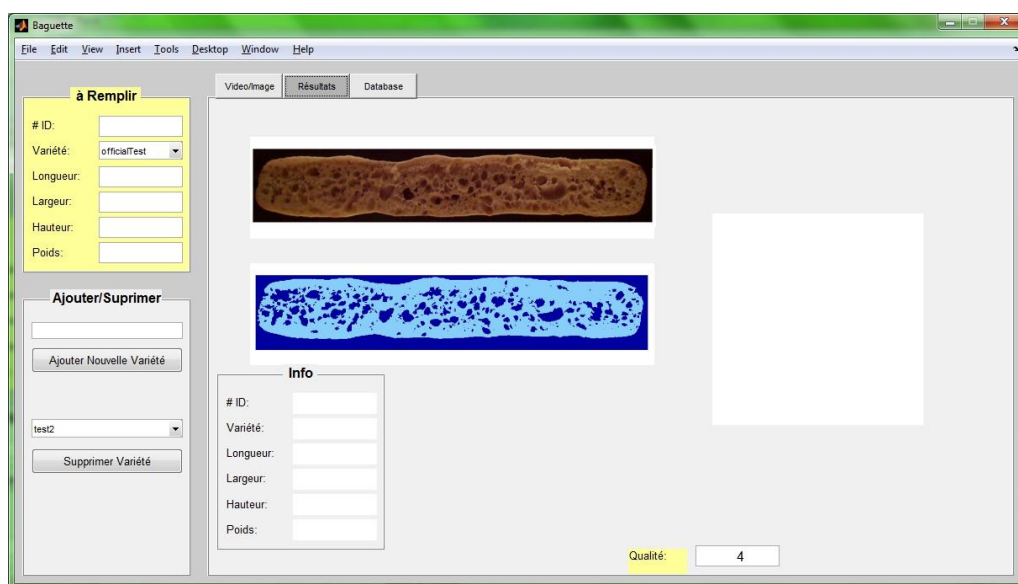 Baguette
File Edit View Insert Tools Desktop Window Help
Video/Image Résultats Database
à Remplir
# ID:
Variété: officialTest
Longueur:
Largeur:
Hauteur:
Poids:
Ajouter/Suprimer
Ajouter Nouvelle Variété
test2
Supprimer Variété
Info
# ID:
Variété:
Longueur:
Largeur:
Hauteur:
Poids:
Qualité: 4